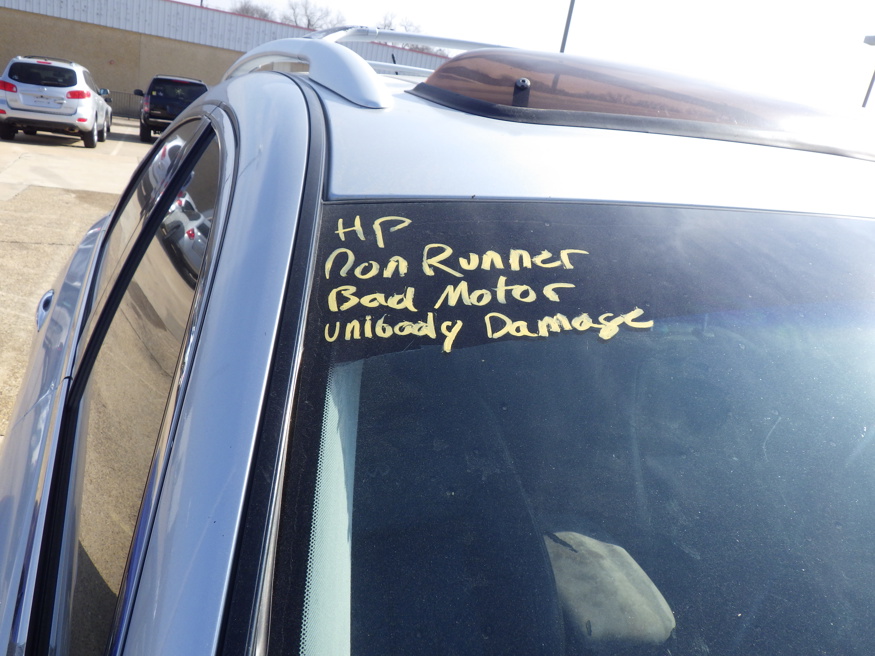 HP
Non Runner
Bad Motor
unibody Damage